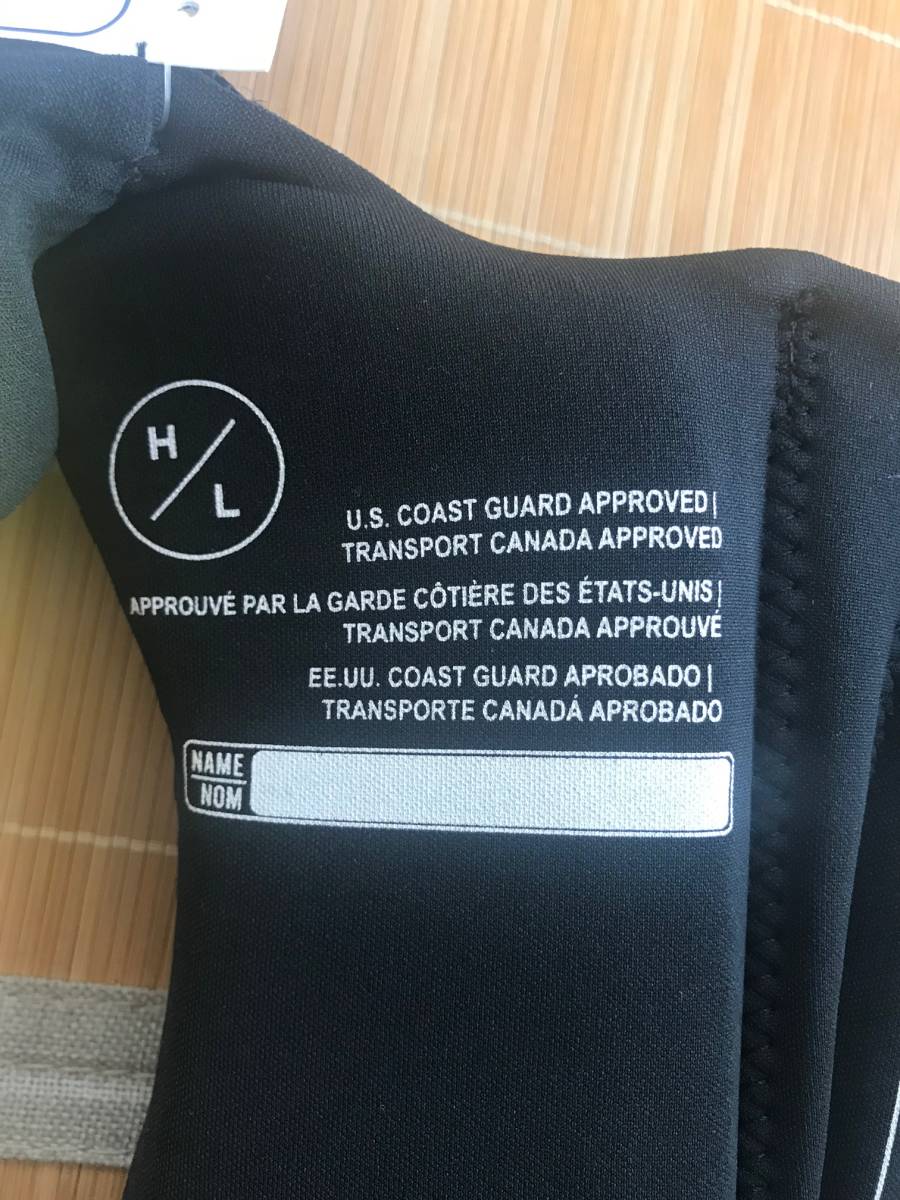 H
L
U.S. COAST GUARD APPROVED|
TRANSPORT CANADA APPROVED
APPROUVÉ PAR LA GARDE CÔTIÈRE DES ÉTATS-UNIS|
TRANSPORT CANADA APPROUVÉ
EE.UU. COAST GUARD APROBADO|
TRANSPORTE CANADÁ APROBADO
NAME
NOM